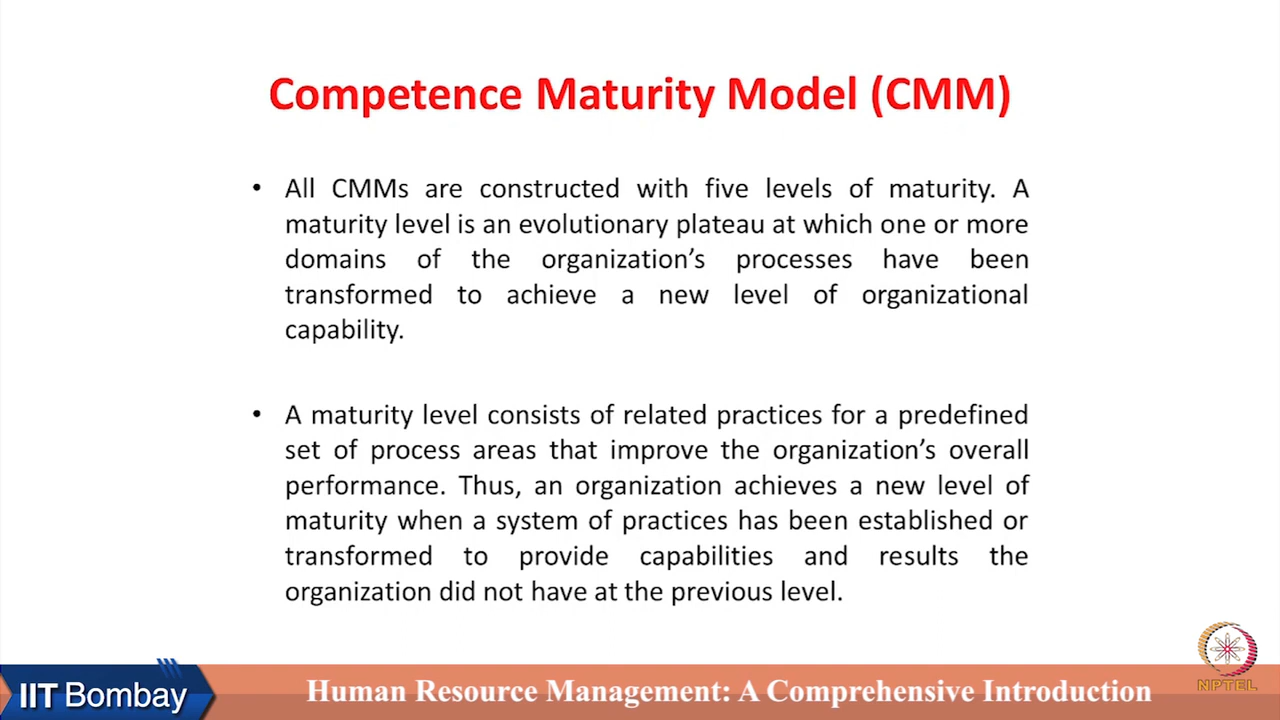 Competence Maturity Model (CMM)
• All CMMs are constructed with five levels of maturity. A
maturity level is an evolutionary plateau at which one or more
domains of the organization’s processes have been
transformed to achieve a new level of organizational
capability.
• A maturity level consists of related practices for a predefined
set of process areas that improve the organization’s overall
performance. Thus, an organization achieves a new level of
maturity when a system of practices has been established or
transformed to provide capabilities and results the
organization did not have at the previous level.
IIT Bombay
Human Resource Management: A Comprehensive Introduction
NPTEL